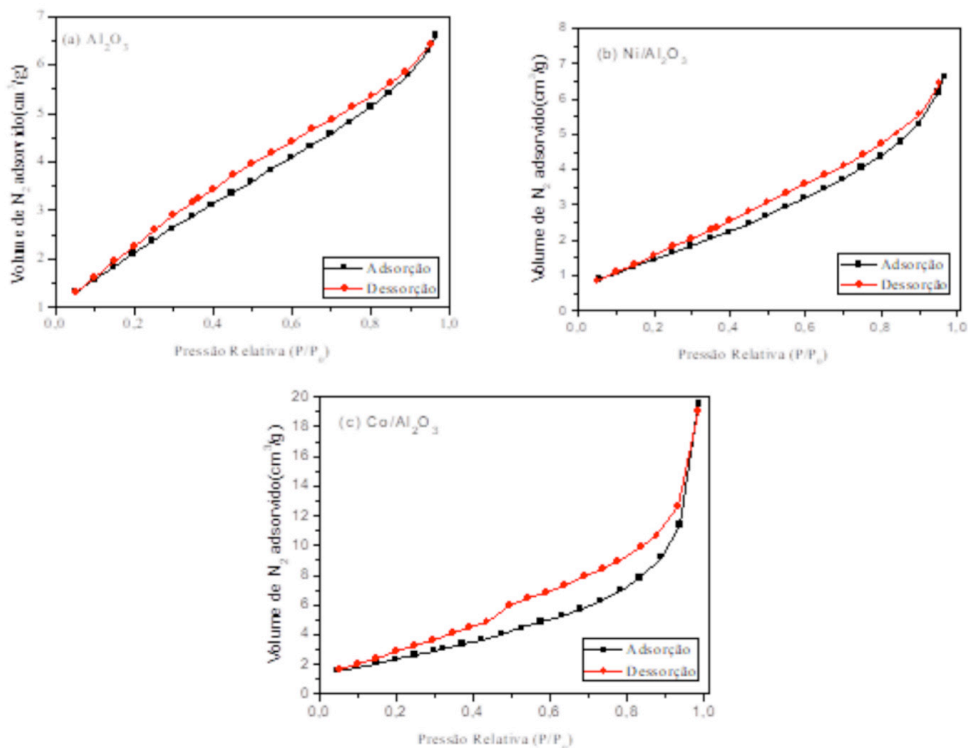 (a) Al₂O₃
Volume de N₂ adsorvido(cm³/g)
7
6
5
4
3
2
1
Adsorção
Dessorção
0,0 0,2 0,4 0,6 0,8 1,0
Pressão Relativa (P/P₀)
(b) Ni/Al₂O₃
Volume de N₂ adsorvido(cm³/g)
8
7
6
5
4
3
2
1
0
Adsorção
Dessorção
0,0 0,2 0,4 0,6 0,8 1,0
Pressão Relativa (P/P₀)
(c) Co/Al₂O₃
Volume de N₂ adsorvido(cm³/g)
20
18
16
14
12
10
8
6
4
2
0
Adsorção
Dessorção
0,0 0,2 0,4 0,6 0,8 1,0
Pressão Relativa (P/P₀)